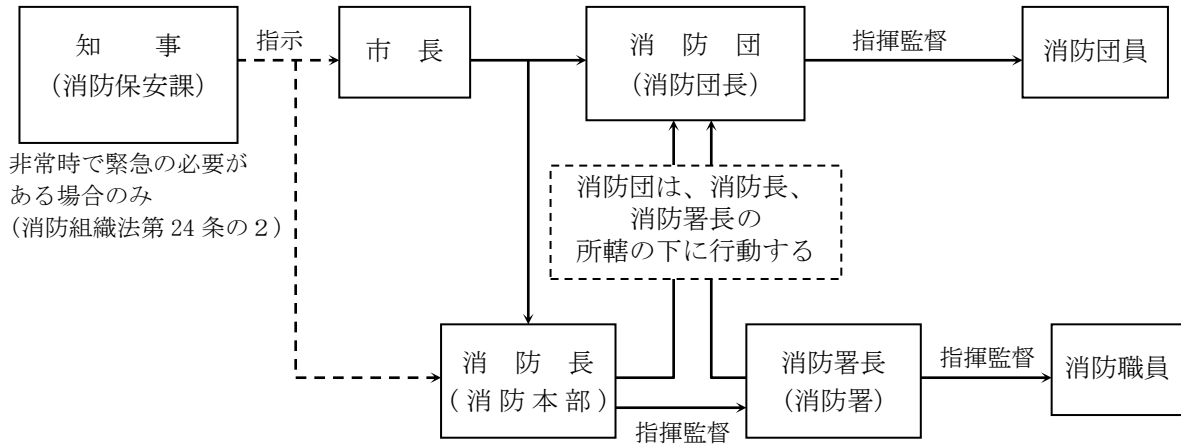 知　事
（消防保安課）
指示
市　長
消　防　団
（消防団長）
指揮監督
消防団員
非常時で緊急の必要が
ある場合のみ
（消防組織法第 24 条の２）
消防団は、消防長、
消防署長の
所轄の下に行動する
消　防　長
（ 消 防 本 部 ）
指揮監督
消防署長
（消防署）
指揮監督
消防職員